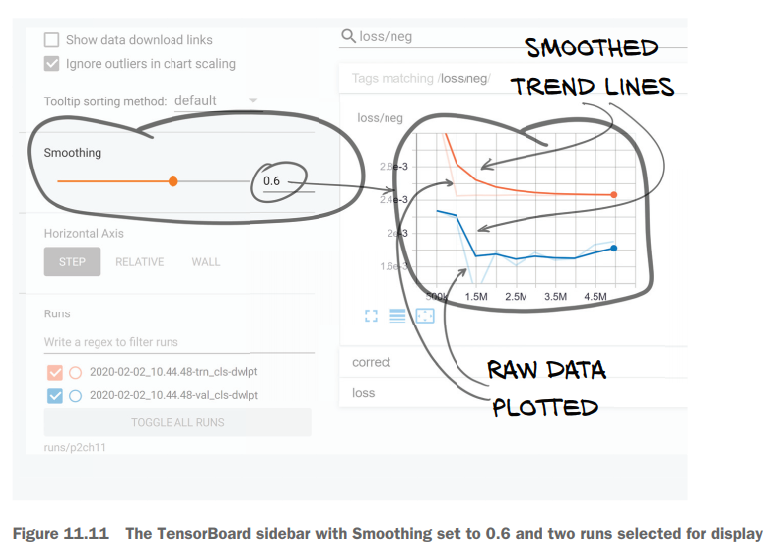 Show data download links
Ignore outliers in chart scaling
Tooltip sorting method: default
Smoothing
0.6
Horizontal Axis
STEP RELATIVE WALL
Runs
Write a regex to filter runs
2020-02-02_10.44.48-trn_cls-dwlpt
2020-02-02_10.44.48-val_cls-dwlpt
TOGGLE ALL RUNS
runs/p2ch11
loss/neg
Tags matching /loss/neg/
loss/neg
SMOOTHED
TREND LINES
2.8e-3
2.4e-3
2e-3
1.6e-3
500K 1.5M 2.5M 3.5M 4.5M
correct
loss
RAW DATA
PLOTTED
Figure 11.11 The TensorBoard sidebar with Smoothing set to 0.6 and two runs selected for display